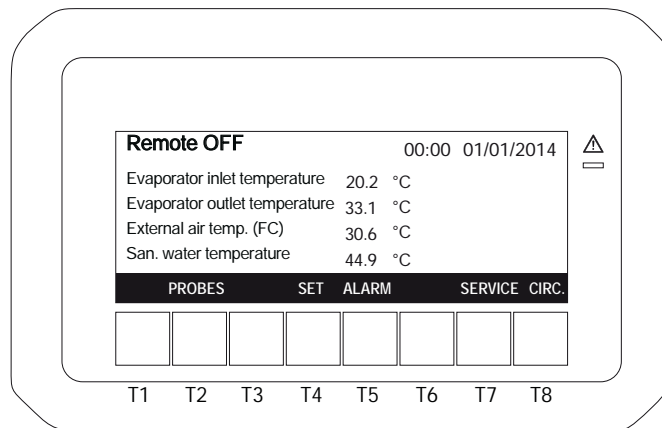 Remote OFF 00:00 01/01/2014
Evaporator inlet temperature 20.2 °C
Evaporator outlet temperature 33.1 °C
External air temp. (FC) 30.6 °C
San. water temperature 44.9 °C
PROBES SET ALARM SERVICE CIRC.
T1 T2 T3 T4 T5 T6 T7 T8